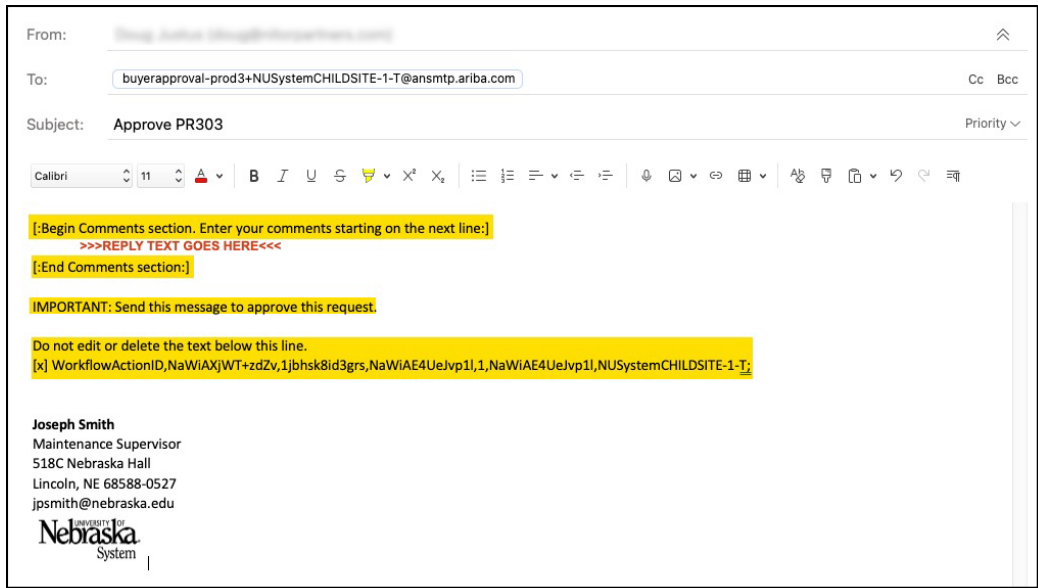 From:
To: buyerapproval-prod3+NUSystemCHILDSITE-1-T@ansmtp.ariba.com Cc Bcc
Subject: Approve PR303 Priority
Calibri 11 A B I U S X² X₂
[:Begin Comments section. Enter your comments starting on the next line:]
>>>REPLY TEXT GOES HERE<<<
[:End Comments section:]
IMPORTANT: Send this message to approve this request.
Do not edit or delete the text below this line.
[x] WorkflowActionID,NaWiAXjWT+zdZv,1jbhsk8id3grs,NaWiAE4UeJvp1l,1,NaWiAE4UeJvp1l,NUSystemCHILDSITE-1-T;
Joseph Smith
Maintenance Supervisor
518C Nebraska Hall
Lincoln, NE 68588-0527
jpsmith@nebraska.edu
UNIVERSITY OF
Nebraska
System